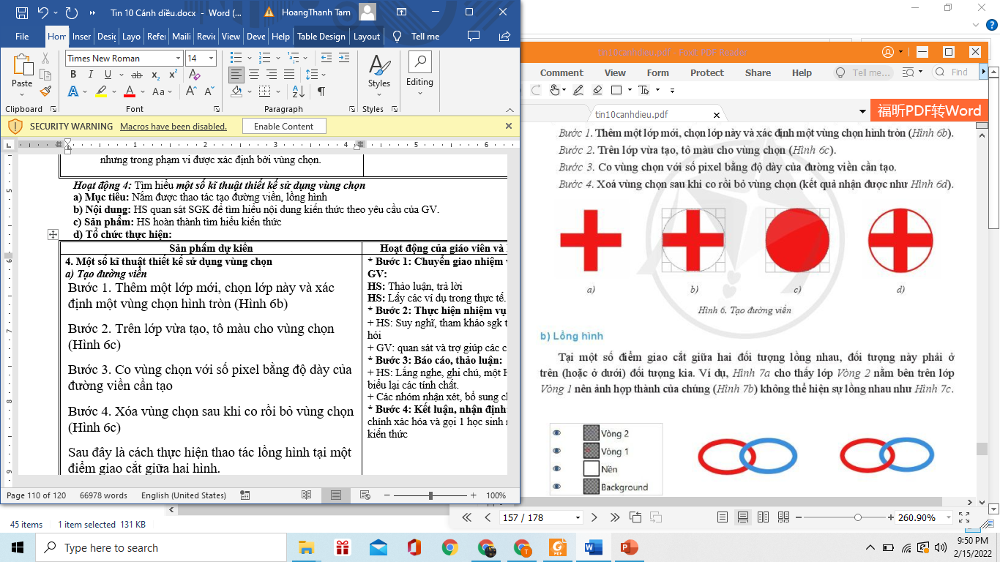 Tin 10 Cánh diều.docx - Word (...
HoangThanh Tam
File
Hom
Inser
Desig
Layo
Refe
Maili
Revie
View
Deve
Help
Table Design
Layout
Tell me
Times New Roman
14
Paste
Styles
Editing
Clipboard
Font
Paragraph
Styles
SECURITY WARNING Macros have been disabled.
Enable Content
nhưng trong phạm vi được xác định bởi vùng chọn.
Hoạt động 4: Tìm hiểu một số kĩ thuật thiết kế sử dụng vùng chọn
a) Mục tiêu: Nắm được thao tác tạo đường viền, lồng hình
b) Nội dung: HS quan sát SGK để tìm hiểu nội dung kiến thức theo yêu cầu của GV.
c) Sản phẩm: HS hoàn thành tìm hiểu kiến thức
d) Tổ chức thực hiện:
Sản phẩm dự kiến
4. Một số kĩ thuật thiết kế sử dụng vùng chọn
a) Tạo đường viền
Bước 1. Thêm một lớp mới, chọn lớp này và xác
định một vùng chọn hình tròn (Hình 6b)
Bước 2. Trên lớp vừa tạo, tô màu cho vùng chọn
(Hình 6c)
Bước 3. Co vùng chọn với số pixel bằng độ dày của
đường viền cần tạo
Bước 4. Xóa vùng chọn sau khi co rồi bỏ vùng chọn
(Hình 6c)
Sau đây là cách thực hiện thao tác lồng hình tại một
điểm giao cắt giữa hai hình.
Hoạt động của giáo viên và
* Bước 1: Chuyển giao nhiệm v
GV:
HS: Thảo luận, trả lời
HS: Lấy các ví dụ trong thực tế.
* Bước 2: Thực hiện nhiệm vụ
+ HS: Suy nghĩ, tham khảo sgk t
hỏi
+ GV: quan sát và trợ giúp các c
* Bước 3: Báo cáo, thảo luận:
+ HS: Lắng nghe, ghi chú, một H
biểu lại các tính chất.
+ Các nhóm nhận xét, bổ sung ch
* Bước 4: Kết luận, nhận định
chính xác hóa và gọi 1 học sinh
kiến thức
Page 110 of 120
66978 words
English (United States)
100%
45 items
1 item selected 131 KB
tin10canhdieu.pdf - Foxit PDF Reader
Comment
View
Form
Protect
Share
Help
Tell me...
Find
tin10canhdieu.pdf
福昕PDF转Word
Bước 1. Thêm một lớp mới, chọn lớp này và xác định một vùng chọn hình tròn (Hình 6b).
Bước 2. Trên lớp vừa tạo, tô màu cho vùng chọn (Hình 6c).
Bước 3. Co vùng chọn với số pixel bằng độ dày của đường viền cần tạo.
Bước 4. Xoá vùng chọn sau khi co rồi bỏ vùng chọn (kết quả nhận được như Hình 6d).
a)
b)
c)
d)
Hình 6. Tạo đường viền
b) Lồng hình
Tại một số điểm giao cắt giữa hai đối tượng lồng nhau, đối tượng này phải ở
trên (hoặc ở dưới) đối tượng kia. Ví dụ, Hình 7a cho thấy lớp Vòng 2 nằm bên trên lớp
Vòng 1 nên ảnh hợp thành của chúng (Hình 7b) không thể hiện sự lồng nhau như Hình 7c.
Vòng 2
Vòng 1
Nền
Background
157 / 178
260.90%
Type here to search
9:50 PM
2/15/2022